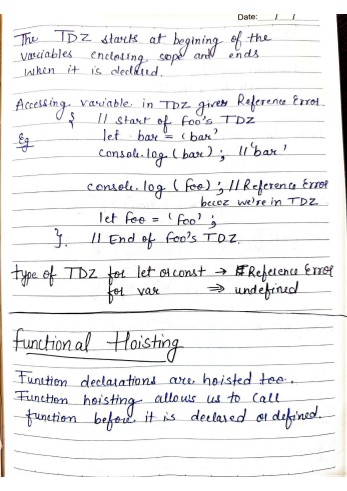 Date: / /
The TDZ starts at begining of the
variables enclosing sope and ends
when it is declared.
Accessing variable in TDZ gives Reference Error.
{ // start of foo's TDZ
Eg let bar = 'bar'
console.log (bar); // 'bar'
console.log (foo); // Reference Error
becoz we're in TDZ
let foo = 'foo';
}. // End of foo's TDZ.
type of TDZ for let or const → Reference Error
for var ⇒ undefined
functional Hoisting
Function declarations are hoisted too.
Function hoisting allows us to call
function before it is declared or defined.